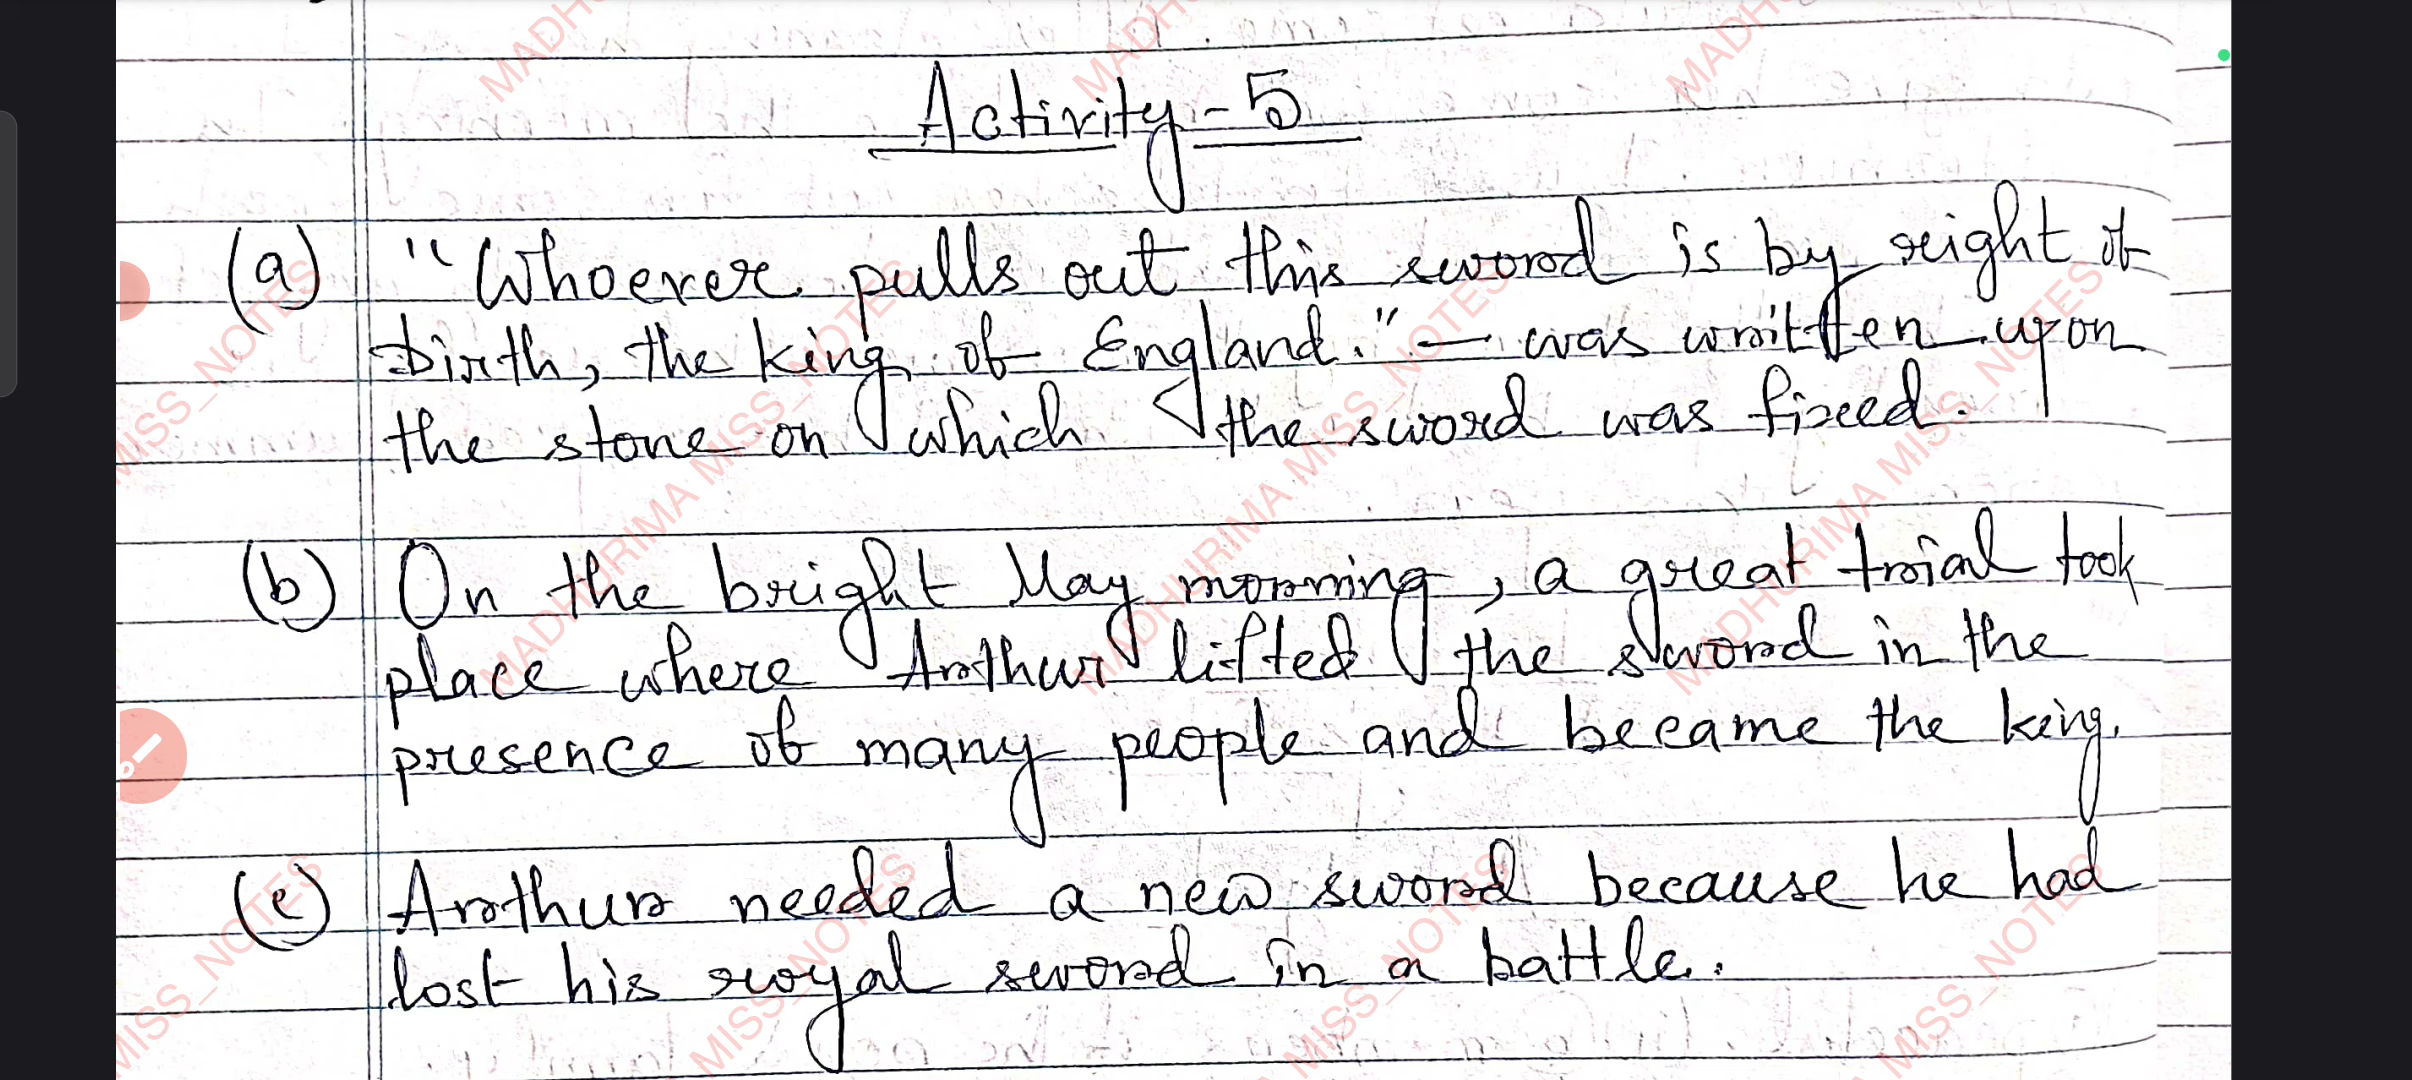 Activity-5
(a) "Whoever pulls out this sword is by right of
birth, the king of England." - was written upon
the stone on which the sword was fixed.
(b) On the bright May morning, a great trial took
place where Arthur lifted the sword in the
presence of many people and became the king.
(c) Arthur needed a new sword because he had
lost his royal sword in a battle.
MADHURIMA MISS_NOTES